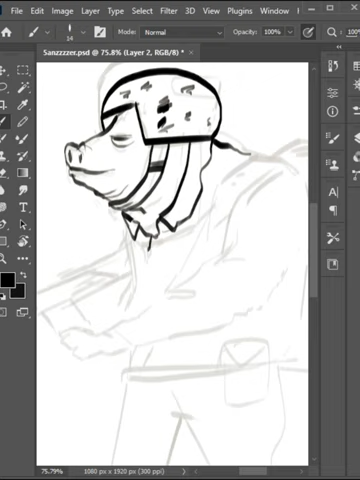 File Edit Image Layer Type Select Filter 3D View Plugins Window
14 Mode: Normal Opacity: 100%
Sanzzzzer.psd @ 75.8% (Layer 2, RGB/8) *
75.79% 1080 px x 1920 px (300 ppi)